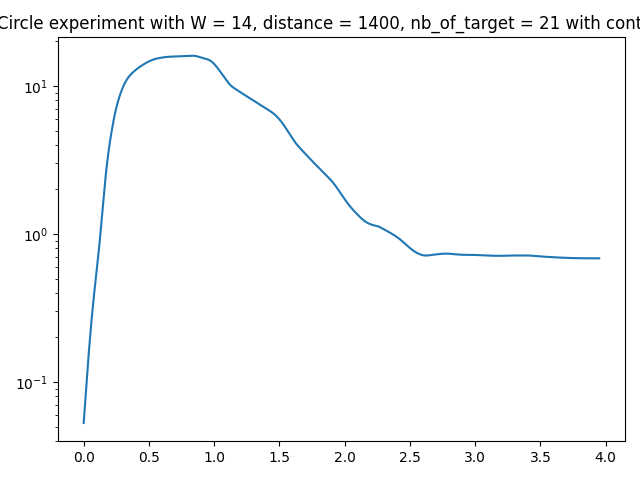 Circle experiment with W = 14, distance = 1400, nb_of_target = 21 with cont
10¹
10⁰
10⁻¹
0.0 0.5 1.0 1.5 2.0 2.5 3.0 3.5 4.0